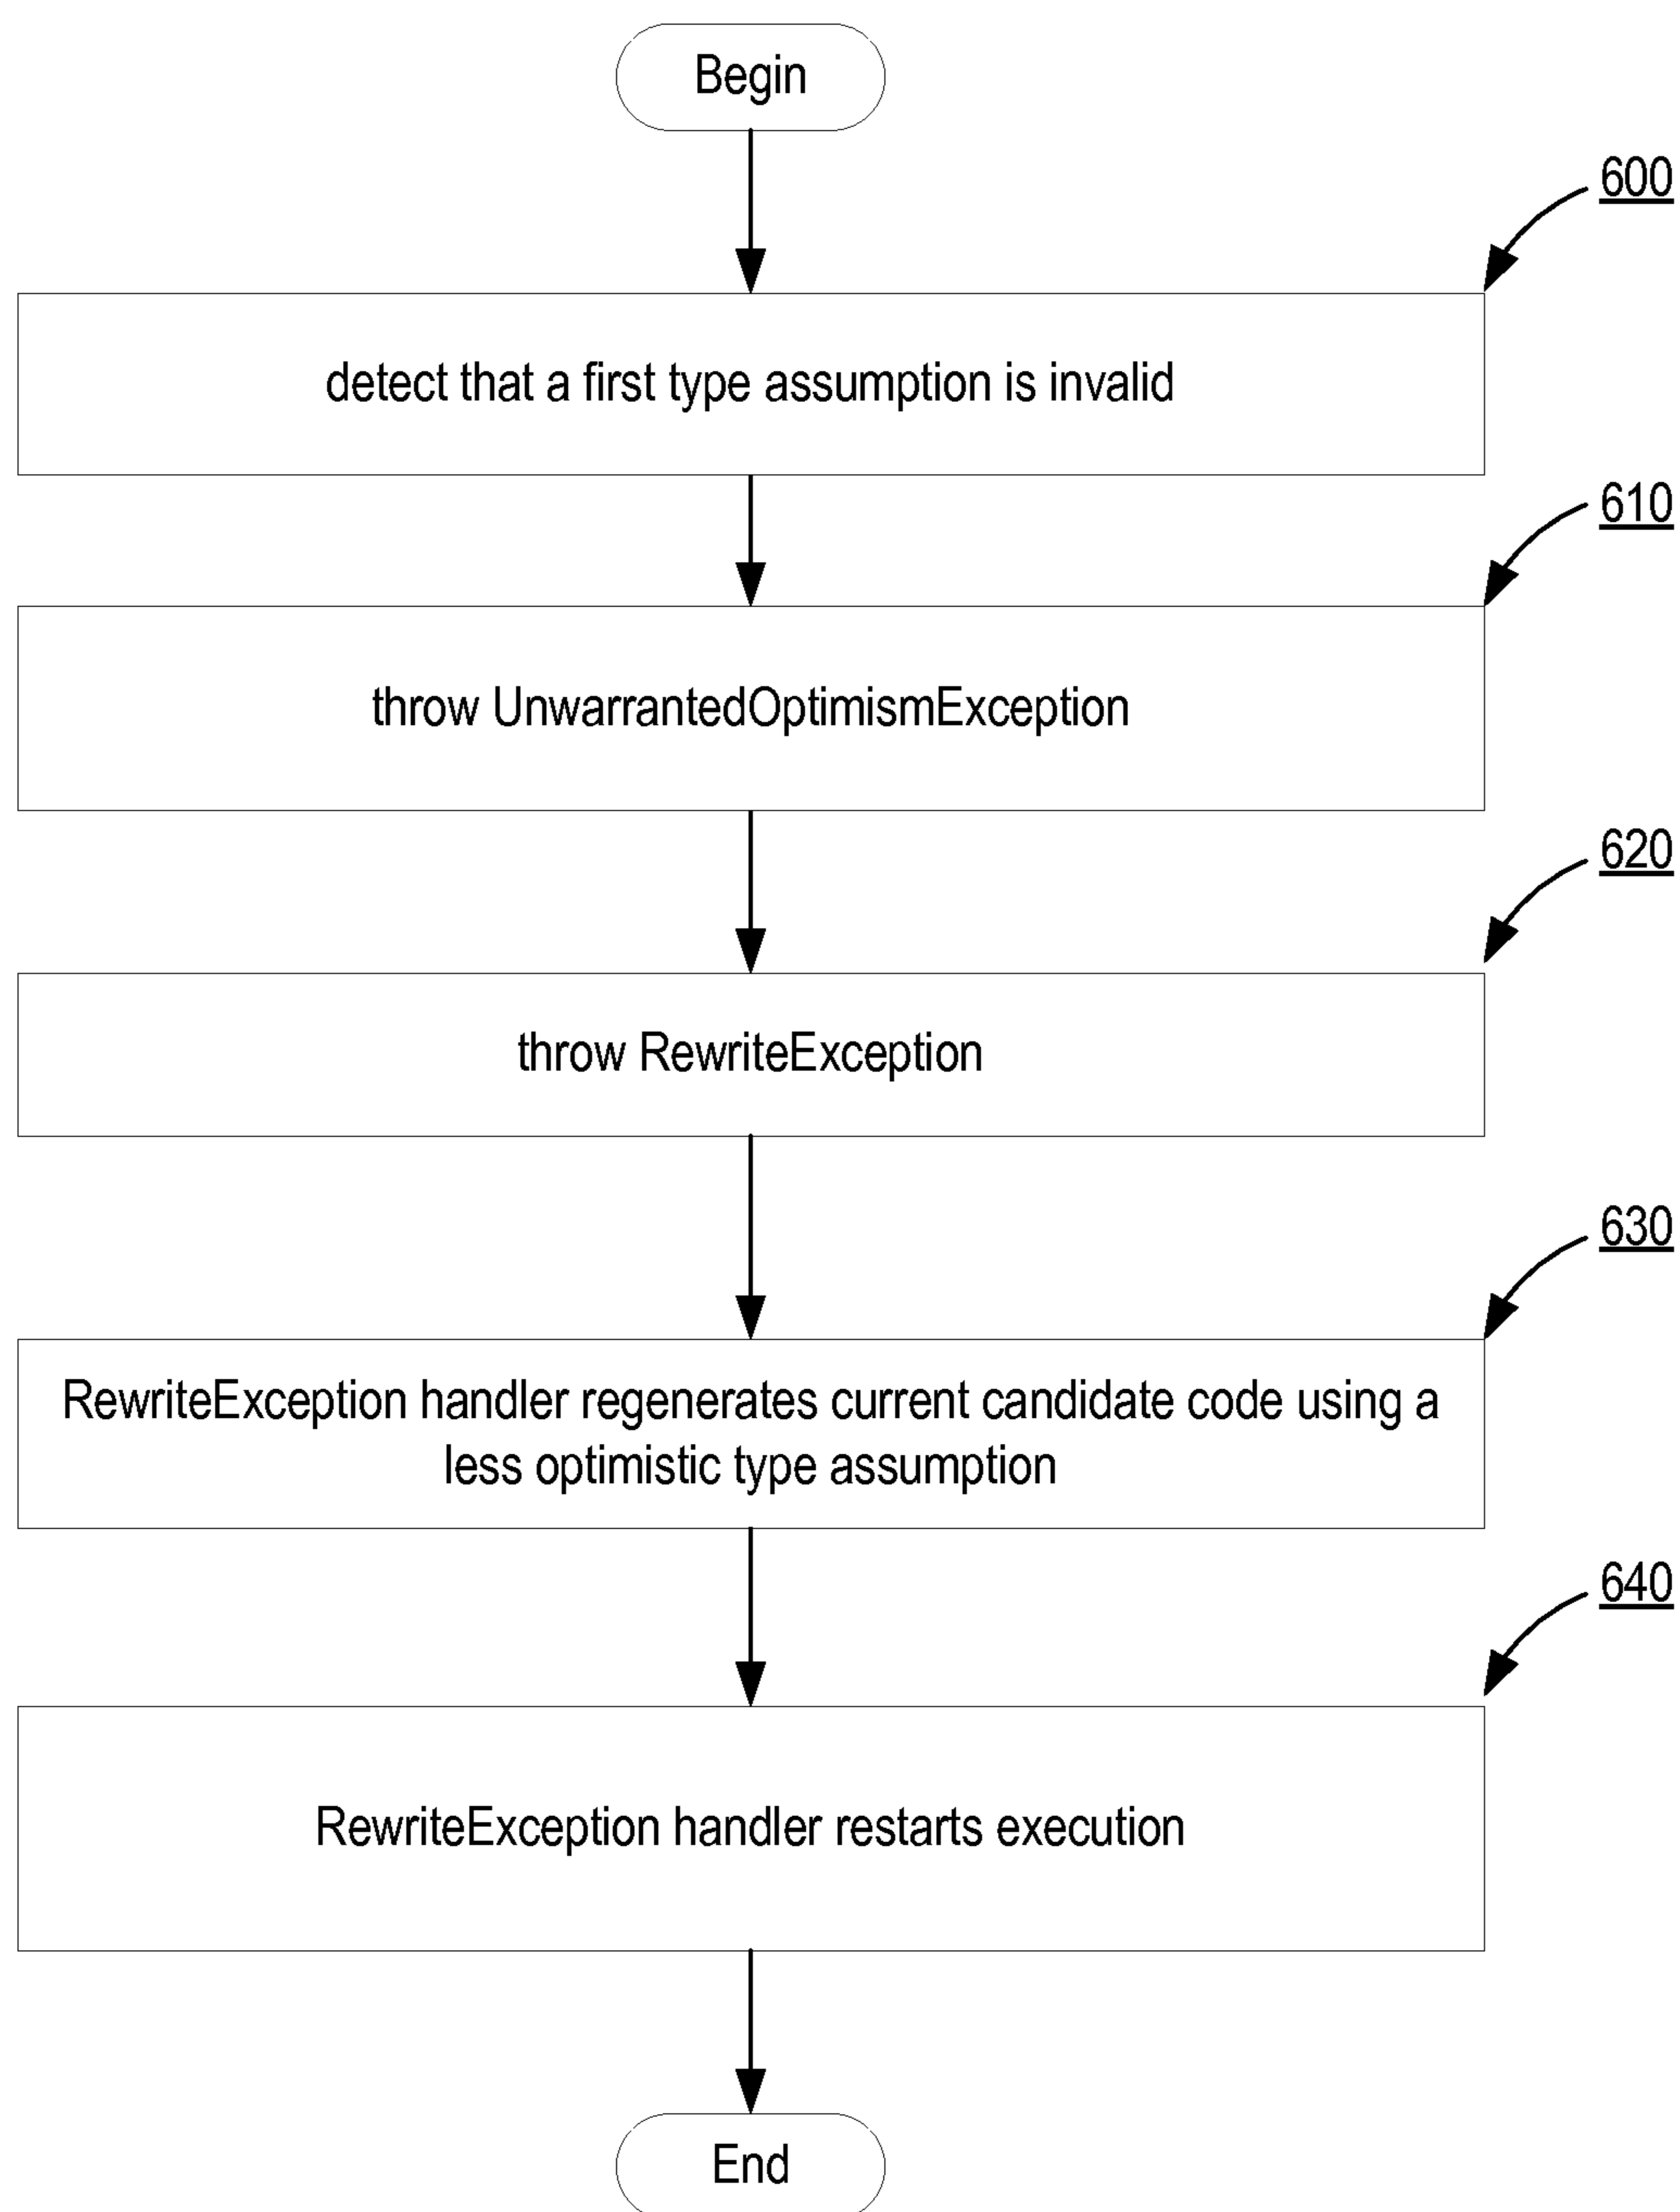 Begin
600
detect that a first type assumption is invalid
610
throw UnwarrantedOptimismException
620
throw RewriteException
630
RewriteException handler regenerates current candidate code using a
less optimistic type assumption
640
RewriteException handler restarts execution
End